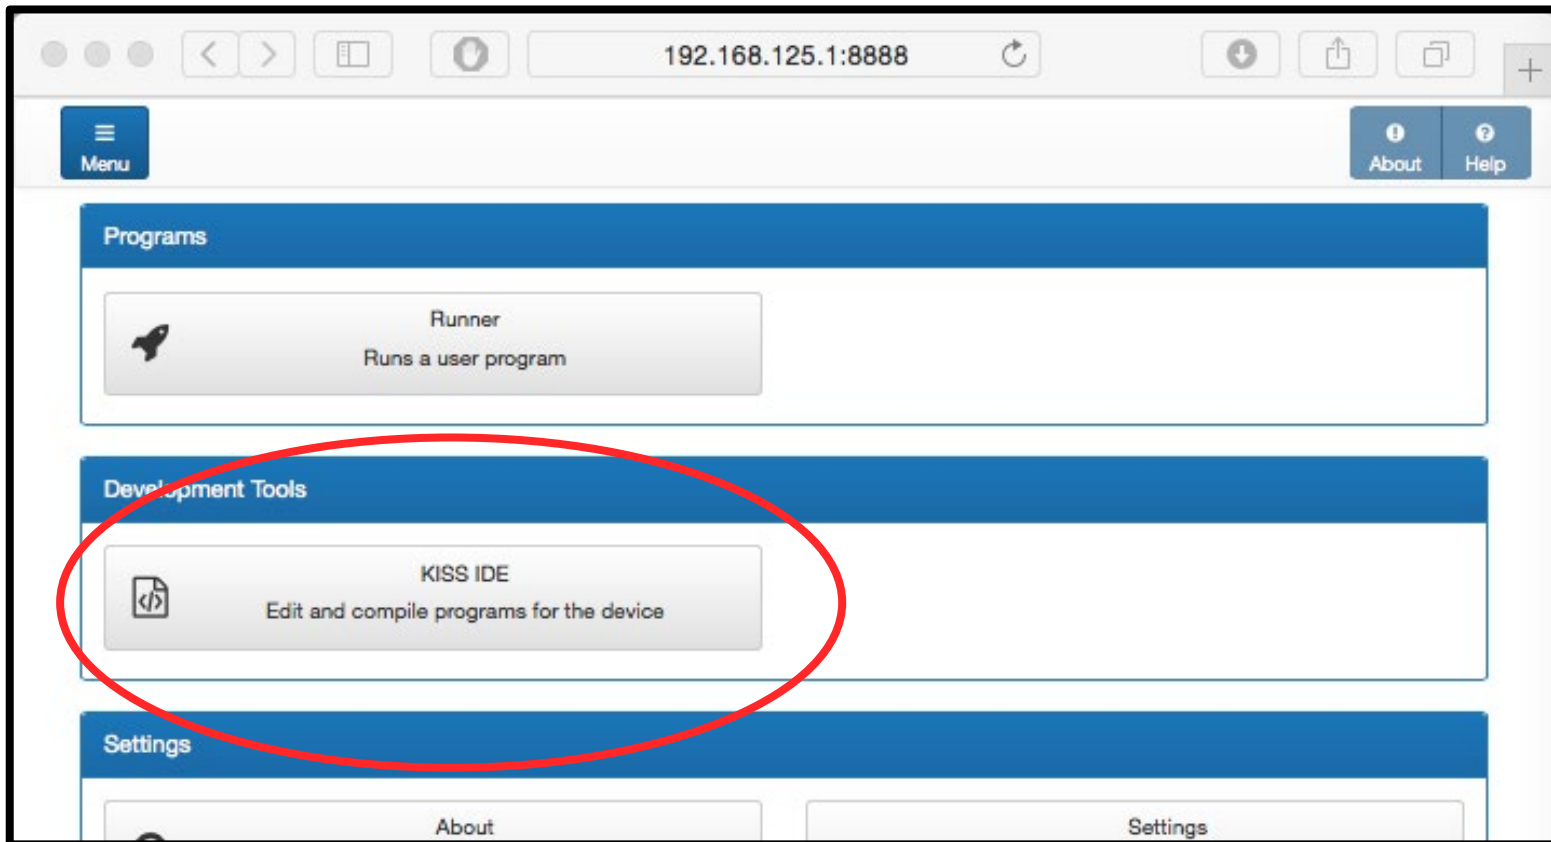 192.168.125.1:8888
Menu
About
Help
Programs
Runner
Runs a user program
Development Tools
KISS IDE
Edit and compile programs for the device
Settings
About
Settings